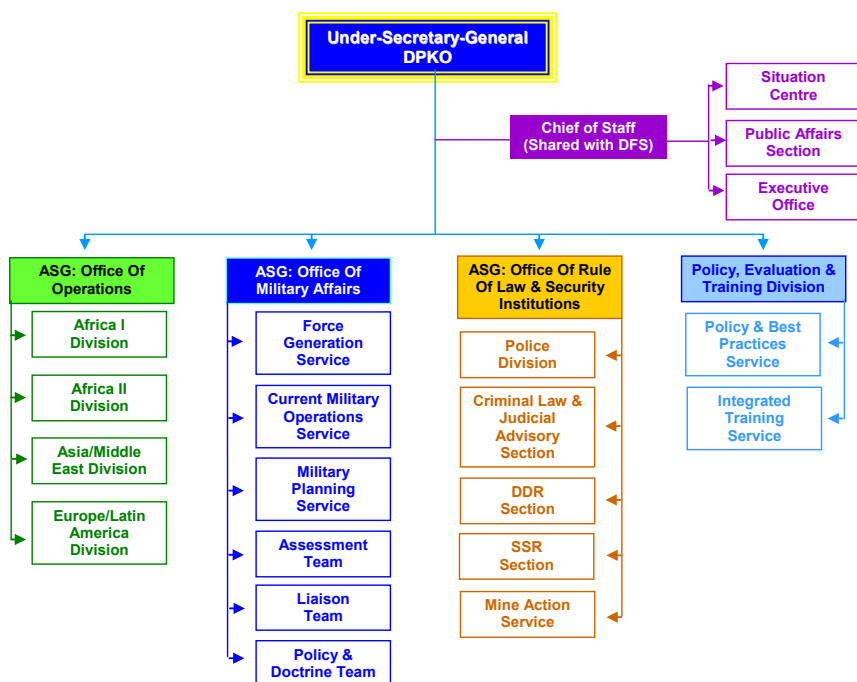 Under-Secretary-General
DPKO
Chief of Staff
(Shared with DFS)
Situation
Centre
Public Affairs
Section
Executive
Office
ASG: Office Of
Operations
Africa I
Division
Africa II
Division
Asia/Middle
East Division
Europe/Latin
America
Division
ASG: Office Of
Military Affairs
Force
Generation
Service
Current Military
Operations
Service
Military
Planning
Service
Assessment
Team
Liaison
Team
Policy &
Doctrine Team
ASG: Office Of Rule
Of Law & Security
Institutions
Police
Division
Criminal Law &
Judicial
Advisory
Section
DDR
Section
SSR
Section
Mine Action
Service
Policy, Evaluation &
Training Division
Policy & Best
Practices
Service
Integrated
Training
Service